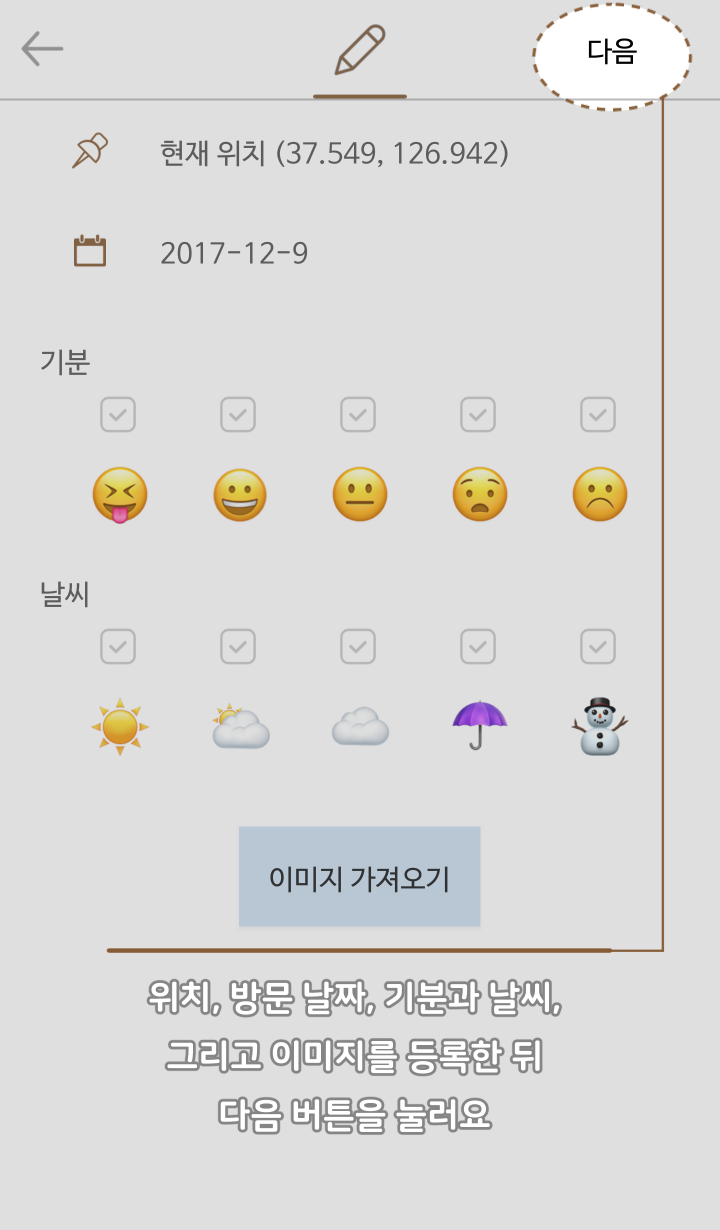 다음
현재 위치 (37.549, 126.942)
2017-12-9
기분
날씨
이미지 가져오기
위치, 방문 날짜, 기분과 날씨,
그리고 이미지를 등록한 뒤
다음 버튼을 눌러요